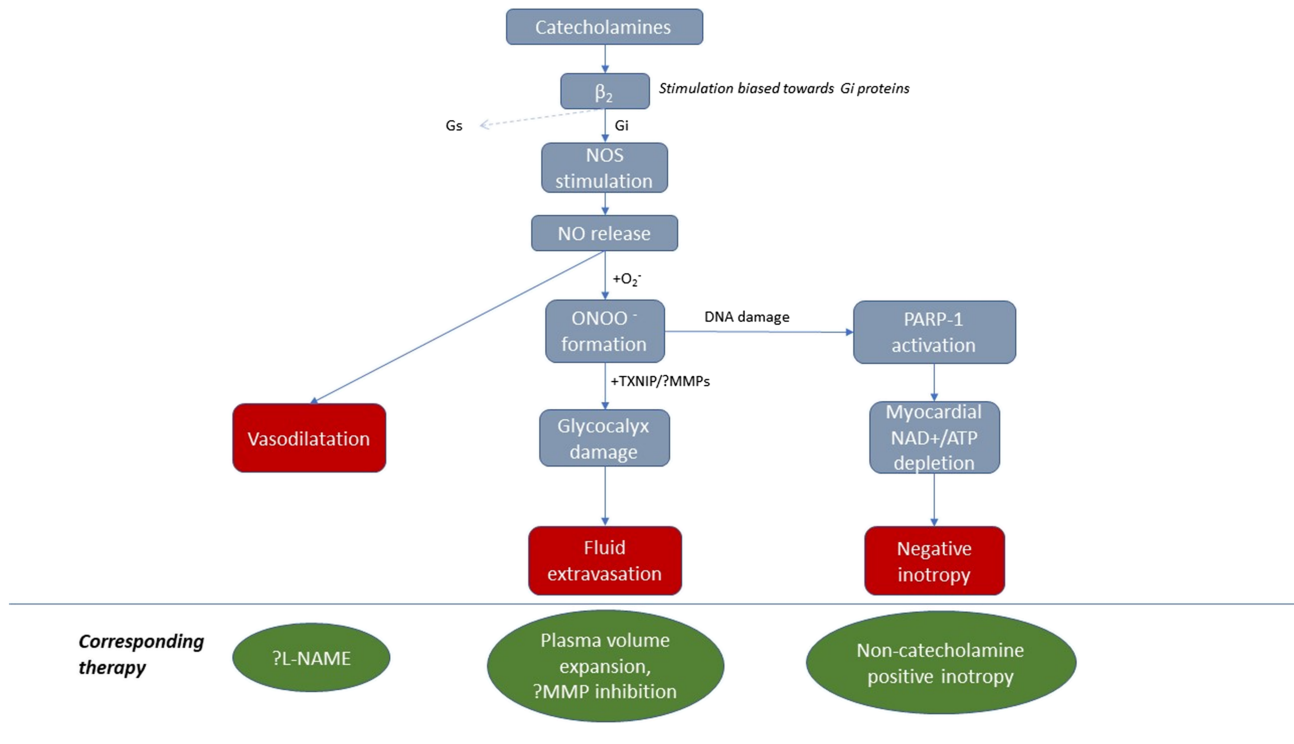 Catecholamines
β₂
Stimulation biased towards Gi proteins
Gs
Gi
NOS
stimulation
NO release
+O₂⁻
ONOO ⁻
formation
DNA damage
PARP-1
activation
+TXNIP/?MMPs
Vasodilatation
Glycocalyx
damage
Myocardial
NAD+/ATP
depletion
Fluid
extravasation
Negative
inotropy
Corresponding
therapy
?L-NAME
Plasma volume
expansion,
?MMP inhibition
Non-catecholamine
positive inotropy